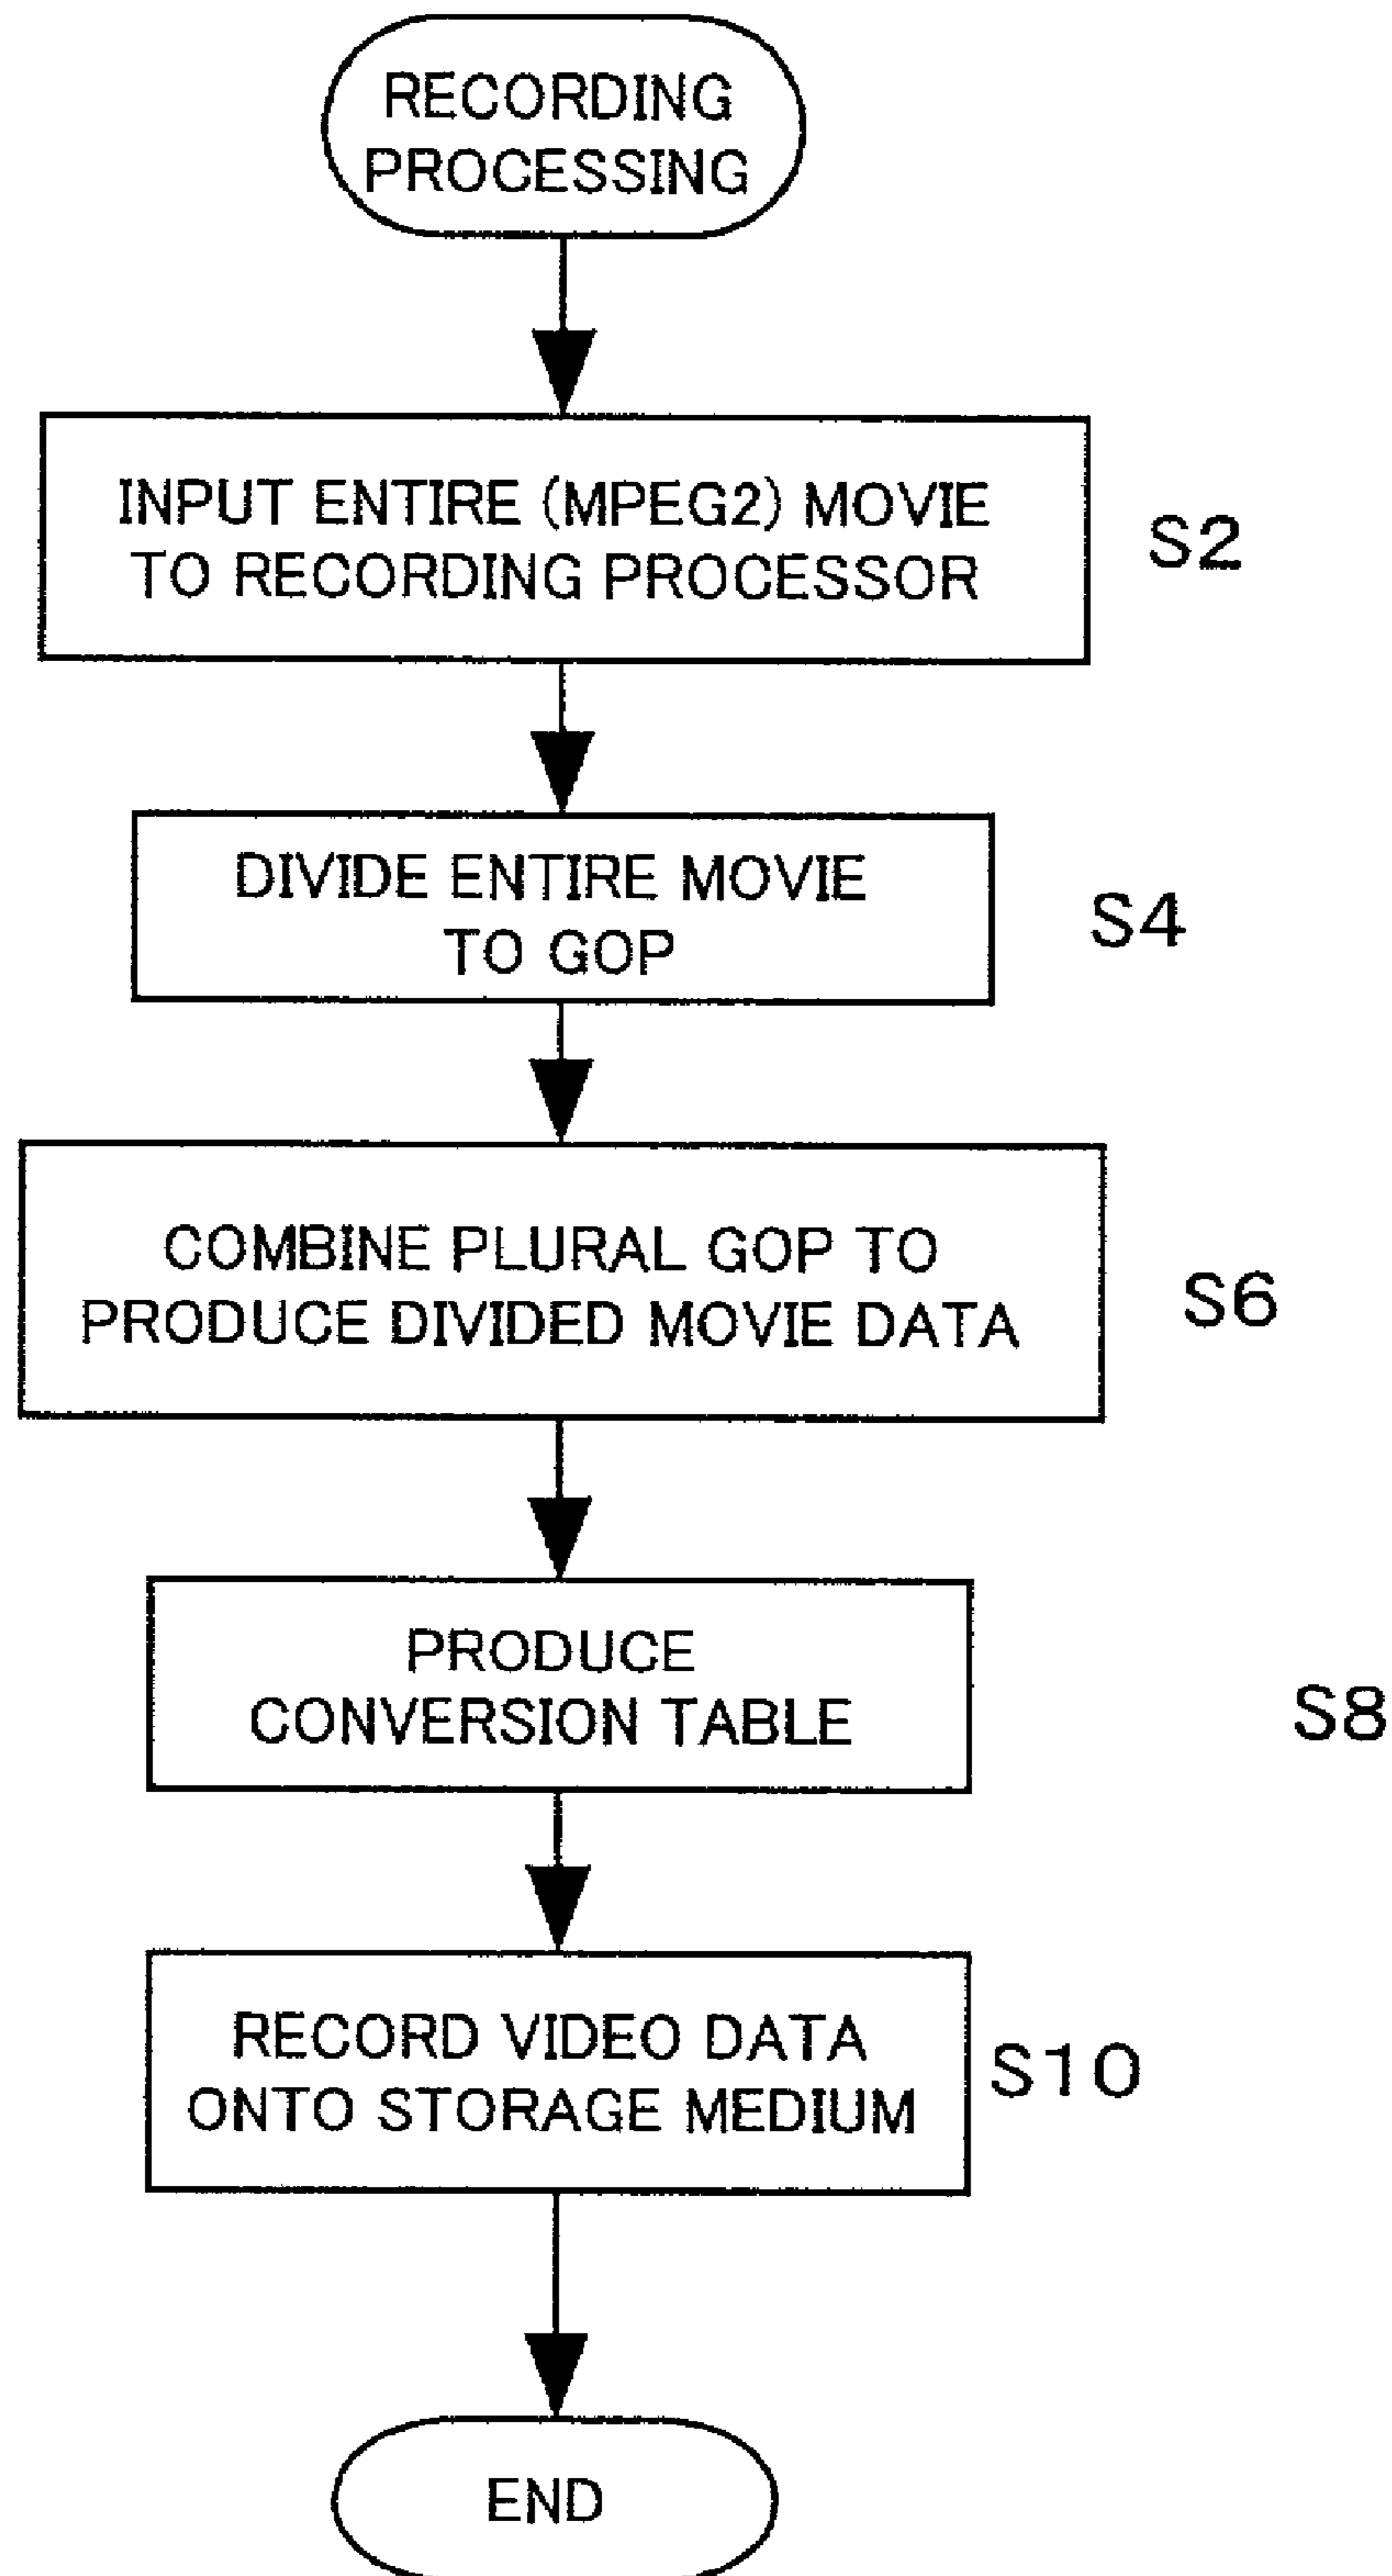 RECORDING
PROCESSING
INPUT ENTIRE (MPEG2) MOVIE
TO RECORDING PROCESSOR
S2
DIVIDE ENTIRE MOVIE
TO GOP
S4
COMBINE PLURAL GOP TO
PRODUCE DIVIDED MOVIE DATA
S6
PRODUCE
CONVERSION TABLE
S8
RECORD VIDEO DATA
ONTO STORAGE MEDIUM
S10
END